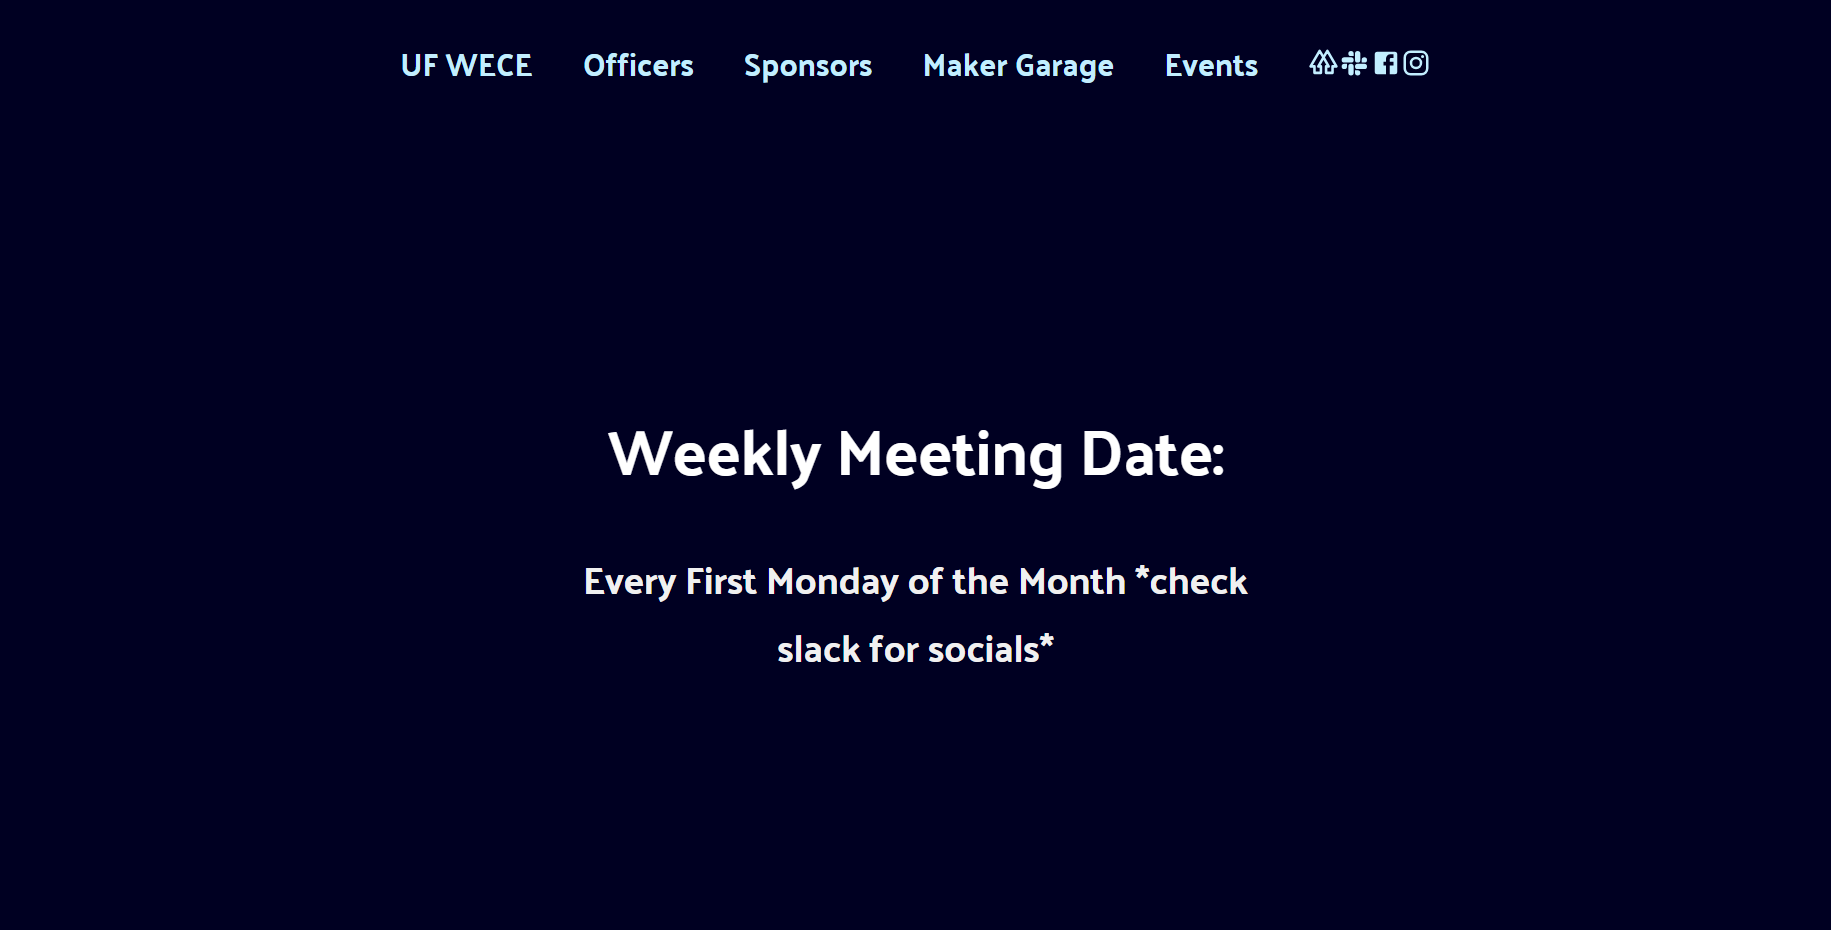 UF WECE Officers Sponsors Maker Garage Events
Weekly Meeting Date:
Every First Monday of the Month *check
slack for socials*